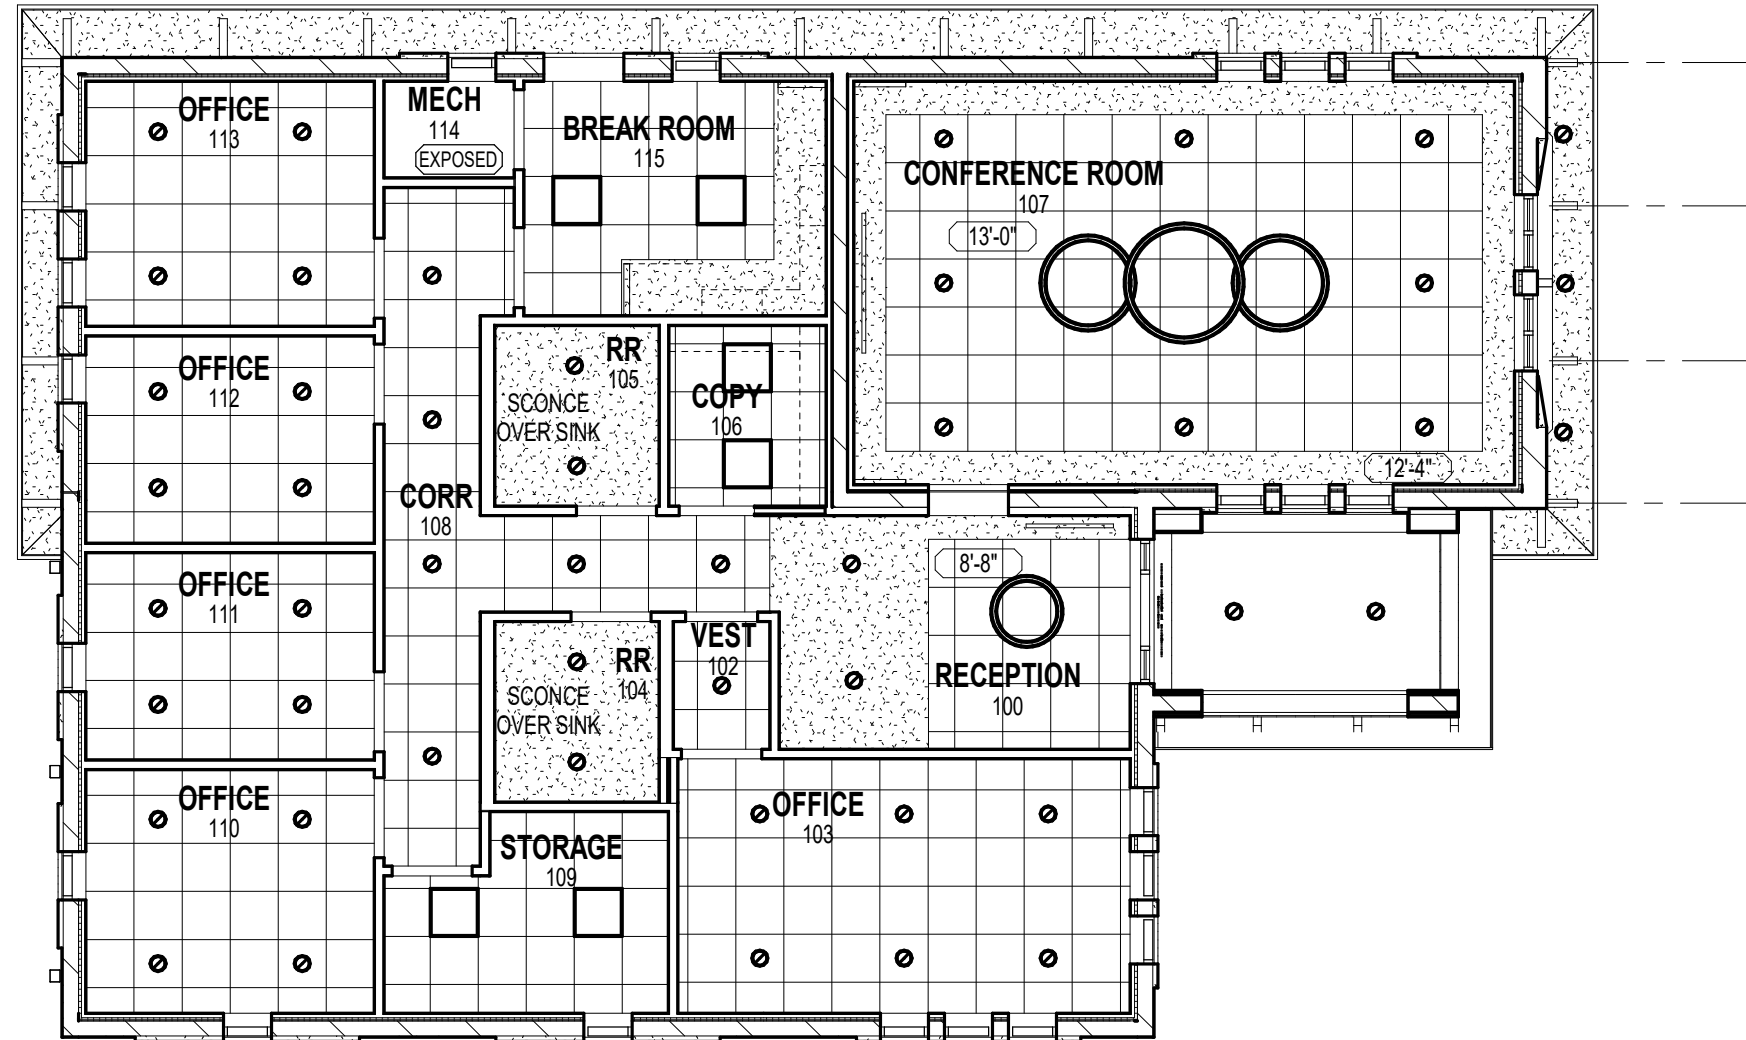 OFFICE
113
MECH
114
EXPOSED
BREAK ROOM
115
CONFERENCE ROOM
107
13'-0"
OFFICE
112
RR
105
SCONCE
OVER SINK
COPY
106
12'-4"
CORR
108
8'-8"
OFFICE
111
VEST
102
RR
104
SCONCE
OVER SINK
RECEPTION
100
OFFICE
110
OFFICE
103
STORAGE
109